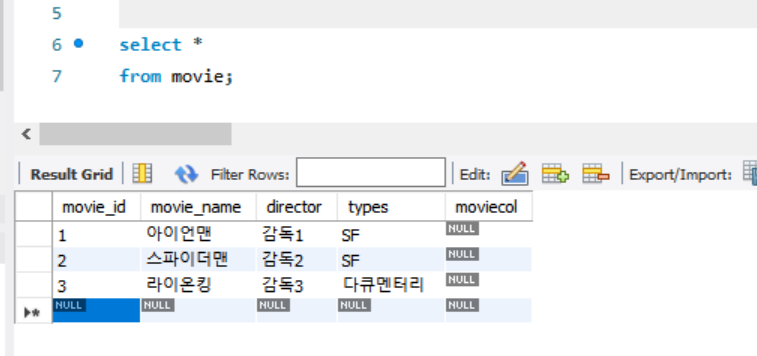 5
6 select *
7 from movie;
Result Grid Filter Rows: Edit: Export/Import:
movie_id movie_name director types moviecol
1 아이언맨 감독1 SF NULL
2 스파이더맨 감독2 SF NULL
3 라이온킹 감독3 다큐멘터리 NULL
NULL NULL NULL NULL NULL